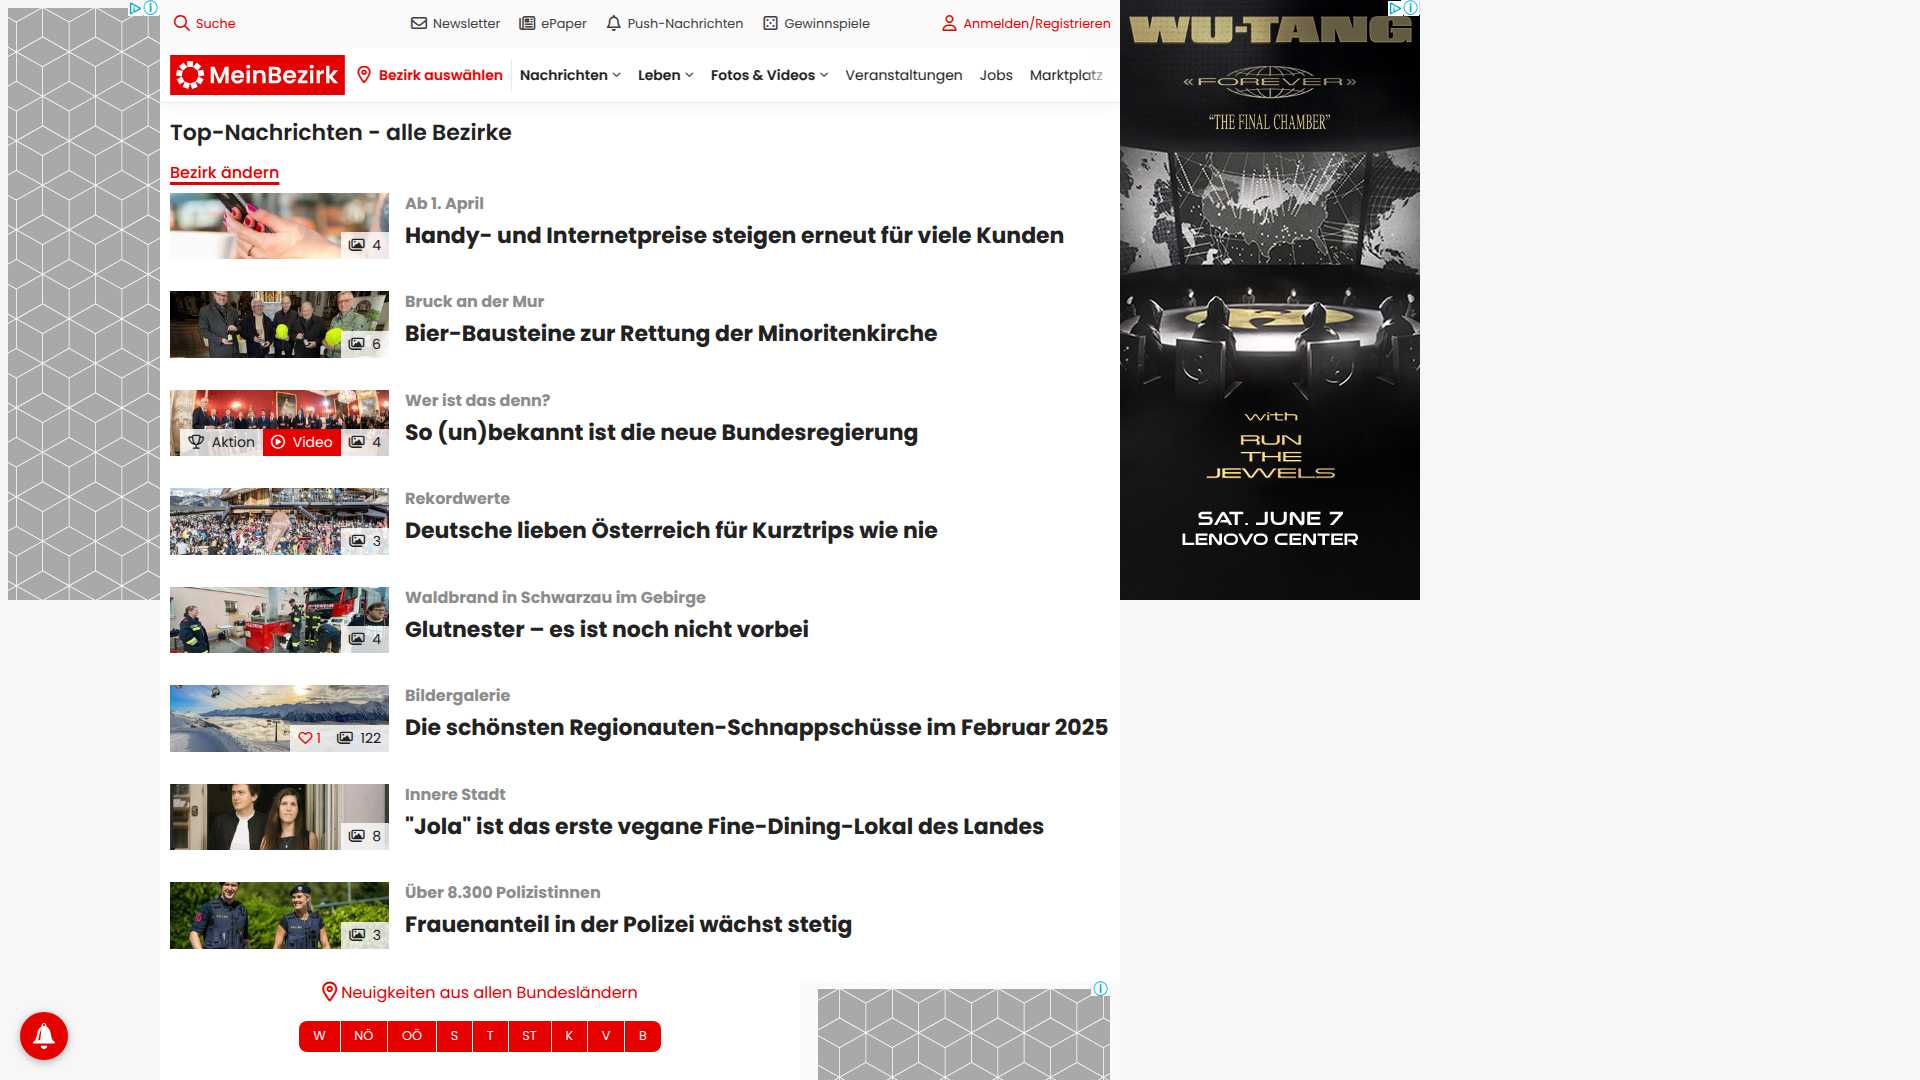 Suche
Newsletter
ePaper
Push-Nachrichten
Gewinnspiele
Anmelden/Registrieren
MeinBezirk
Bezirk auswählen
Nachrichten
Leben
Fotos & Videos
Veranstaltungen
Jobs
Marktplatz
Top-Nachrichten - alle Bezirke
Bezirk ändern
4
Ab 1. April
Handy- und Internetpreise steigen erneut für viele Kunden
6
Bruck an der Mur
Bier-Bausteine zur Rettung der Minoritenkirche
Aktion
Video
4
Wer ist das denn?
So (un)bekannt ist die neue Bundesregierung
3
Rekordwerte
Deutsche lieben Österreich für Kurztrips wie nie
4
Waldbrand in Schwarzau im Gebirge
Glutnester – es ist noch nicht vorbei
1
122
Bildergalerie
Die schönsten Regionauten-Schnappschüsse im Februar 2025
8
Innere Stadt
"Jola" ist das erste vegane Fine-Dining-Lokal des Landes
3
Über 8.300 Polizistinnen
Frauenanteil in der Polizei wächst stetig
Neuigkeiten aus allen Bundesländern
W
NÖ
OÖ
S
T
ST
K
V
B
WU-TANG
«FOREVER»
“THE FINAL CHAMBER”
with
RUN
THE
JEWELS
SAT. JUNE 7
LENOVO CENTER